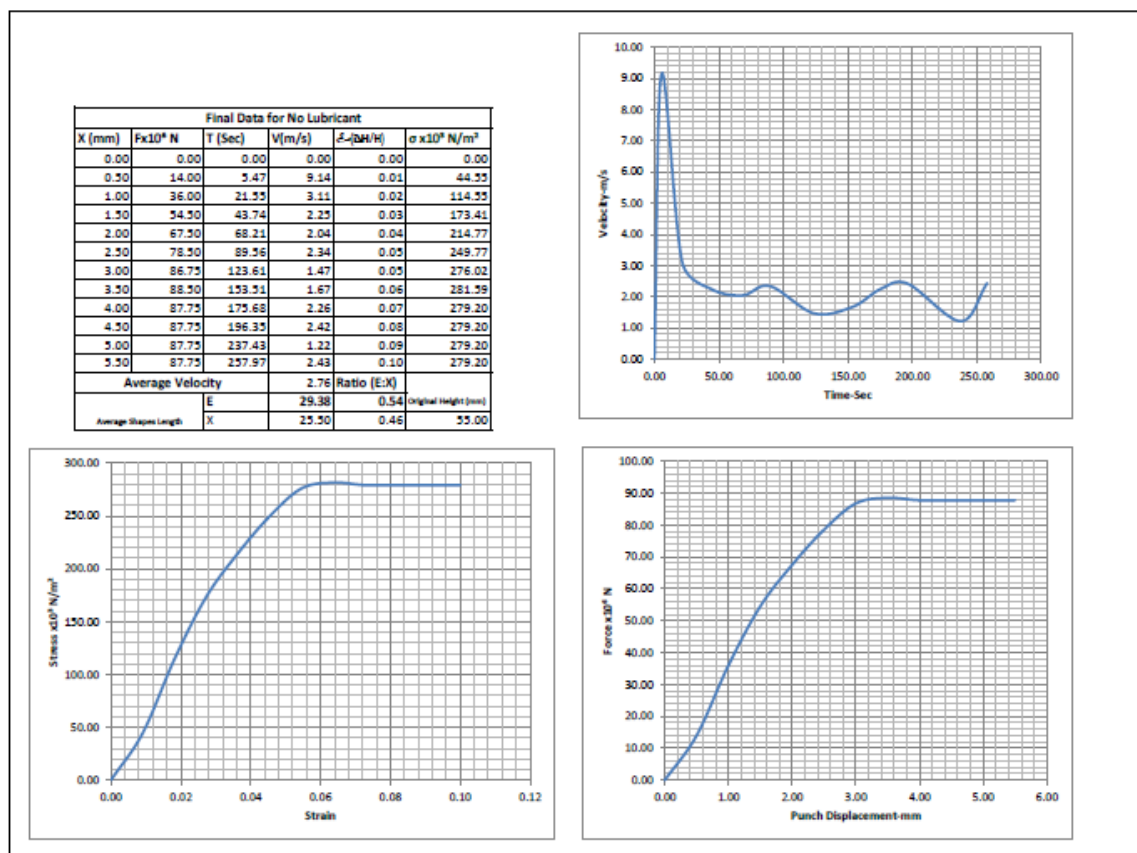 Final Data for No Lubricant
X (mm) Fx10⁸ N T (Sec) V(m/s) σ x10⁸ N/m²
0.00 0.00 0.00 0.00 0.00 0.00
0.50 14.00 5.47 9.14 0.01 44.55
1.00 36.00 21.55 3.11 0.02 114.55
1.50 54.50 43.74 2.25 0.03 173.41
2.00 67.50 68.21 2.04 0.04 214.77
2.50 78.50 89.56 2.34 0.05 249.77
3.00 86.75 123.61 1.47 0.05 276.02
3.50 88.50 153.51 1.67 0.06 281.59
4.00 87.75 175.68 2.26 0.07 279.20
4.50 87.75 196.35 2.42 0.08 279.20
5.00 87.75 237.43 1.22 0.09 279.20
5.50 87.75 257.97 2.43 0.10 279.20
Average Velocity 2.76 Ratio (E:X)
E 29.38 0.54 Original Height (mm)
Average Shapes Length X 25.50 0.46 55.00
Velocity-m/s
10.00
9.00
8.00
7.00
6.00
5.00
4.00
3.00
2.00
1.00
0.00
0.00 50.00 100.00 150.00 200.00 250.00 300.00
Time-Sec
Stress x10⁸ N/m²
300.00
250.00
200.00
150.00
100.00
50.00
0.00
0.00 0.02 0.04 0.06 0.08 0.10 0.12
Strain
Force x10⁸ N
100.00
90.00
80.00
70.00
60.00
50.00
40.00
30.00
20.00
10.00
0.00
0.00 1.00 2.00 3.00 4.00 5.00 6.00
Punch Displacement-mm